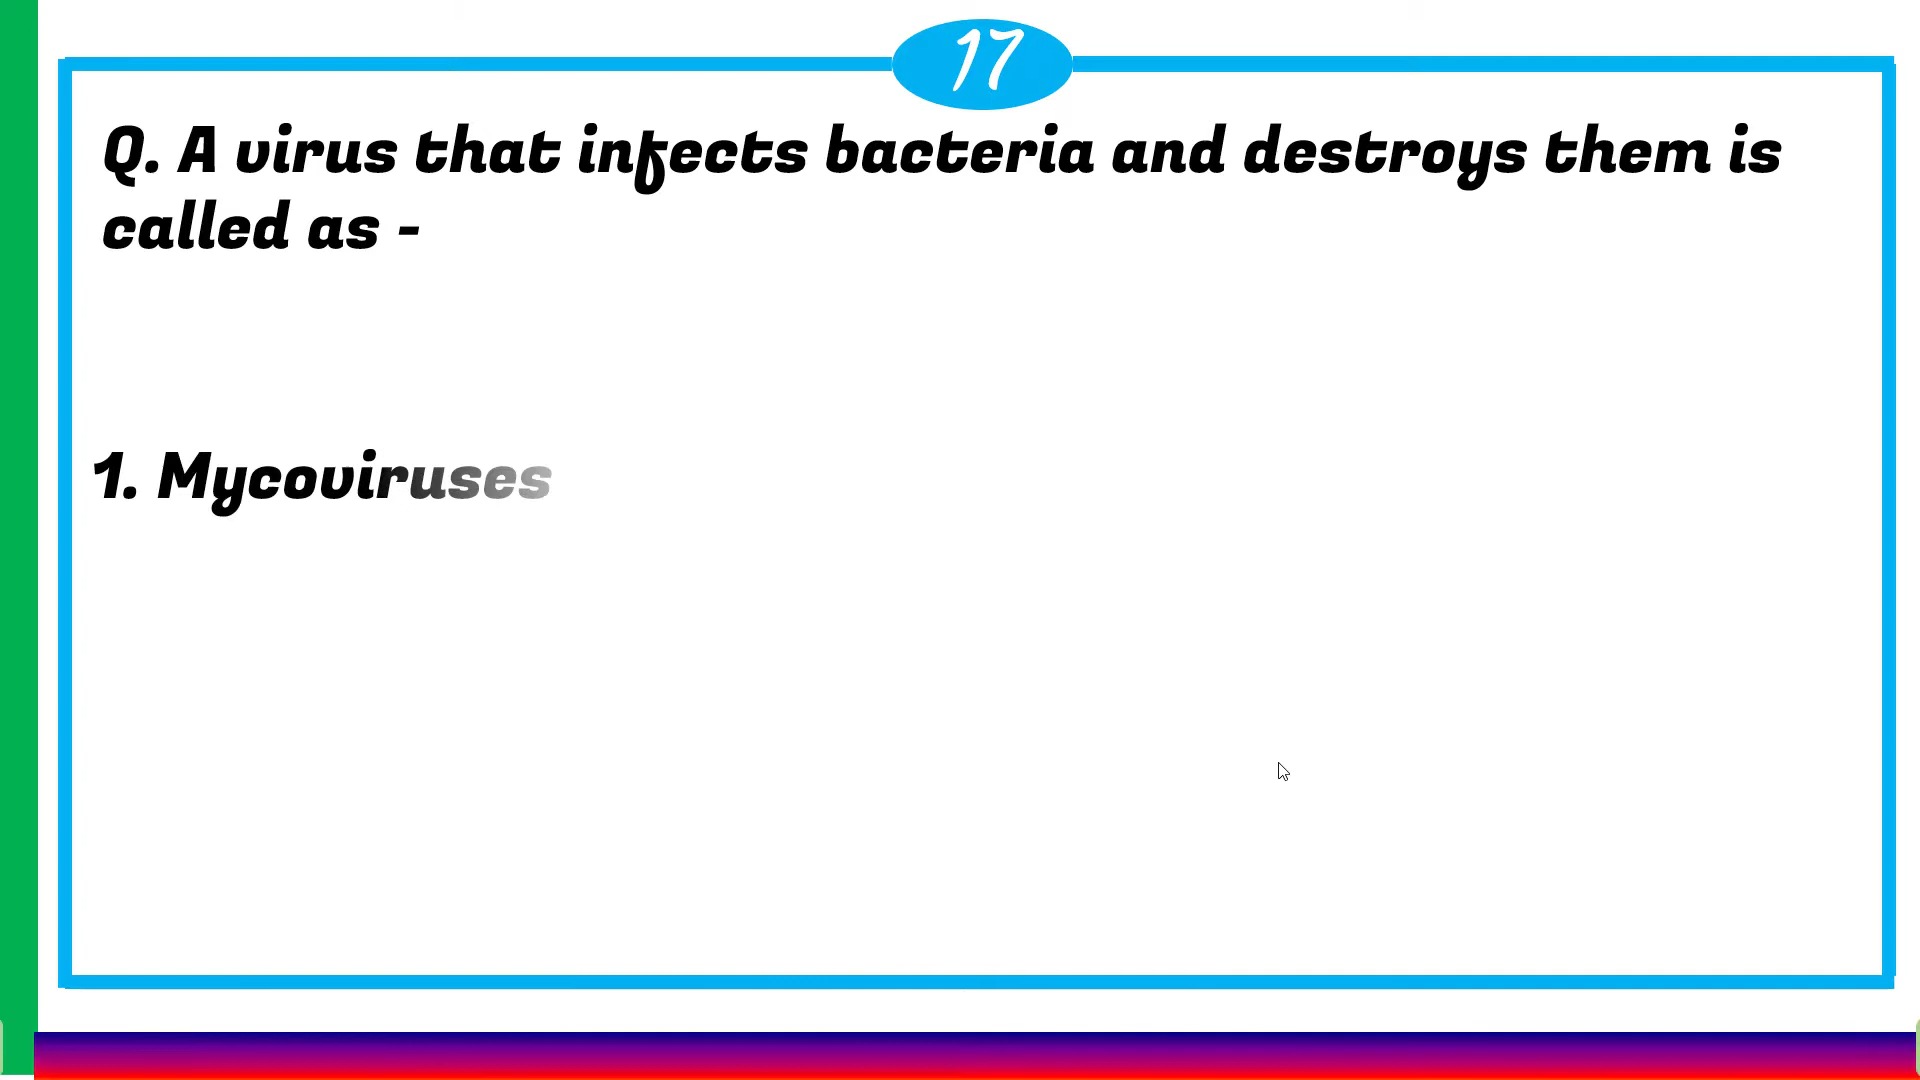 17
Q. A virus that infects bacteria and destroys them is
called as -
1. Mycoviruses